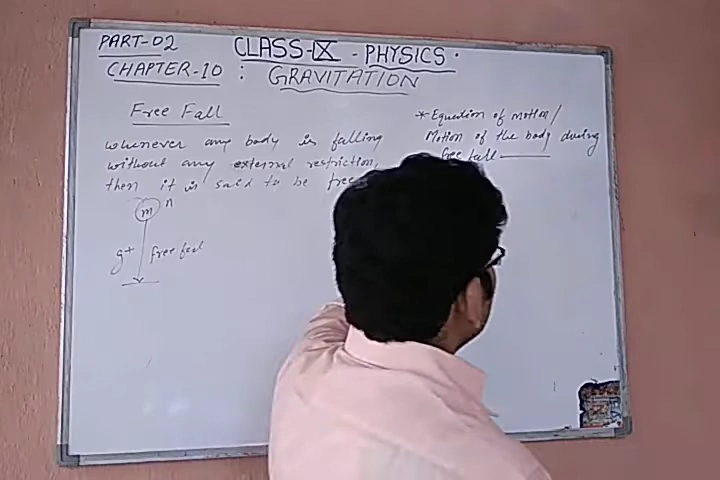 PART-02
CLASS-IX - PHYSICS.
CHAPTER-10 : GRAVITATION
Free Fall
whenever any body is falling
without any external restriction,
then it is said to be free
m
g
free fall
* Equation of motion/
Motion of the body during
free fall